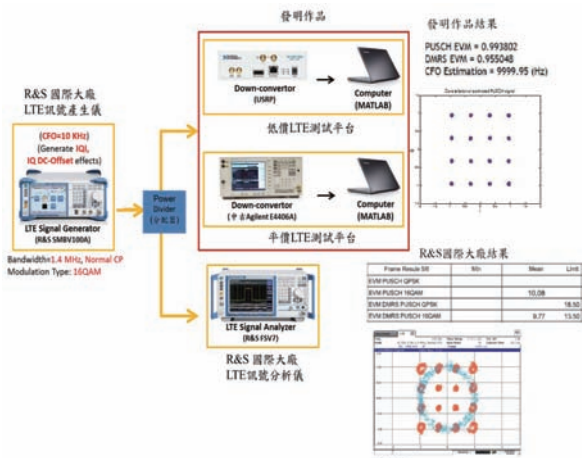 發明作品
R&S 國際大廠
LTE訊號產生儀
(CFO=10 KHz)
(Generate IQI,
IQ DC-Offset effects)
LTE Signal Generator
(R&S SMBV100A)
Bandwidth=1.4 MHz, Normal CP
Modulation Type: 16QAM
Power
Divider
(分配器)
Down-convertor
(USRP)
Computer
(MATLAB)
低價LTE測試平台
Down-convertor
(中古Agilent E4406A)
Computer
(MATLAB)
平價LTE測試平台
LTE Signal Analyzer
(R&S FSV7)
R&S 國際大廠
LTE訊號分析儀
發明作品結果
PUSCH EVM = 0.993802
DMRS EVM = 0.955048
CFO Estimation = 9999.95 (Hz)
R&S國際大廠結果
Frame Results Min Mean Limit
EVM PUSCH QPSK
EVM PUSCH 16QAM 10.08
EVM DMRS PUSCH QPSK 18.50
EVM DMRS PUSCH 16QAM 9.77 13.50